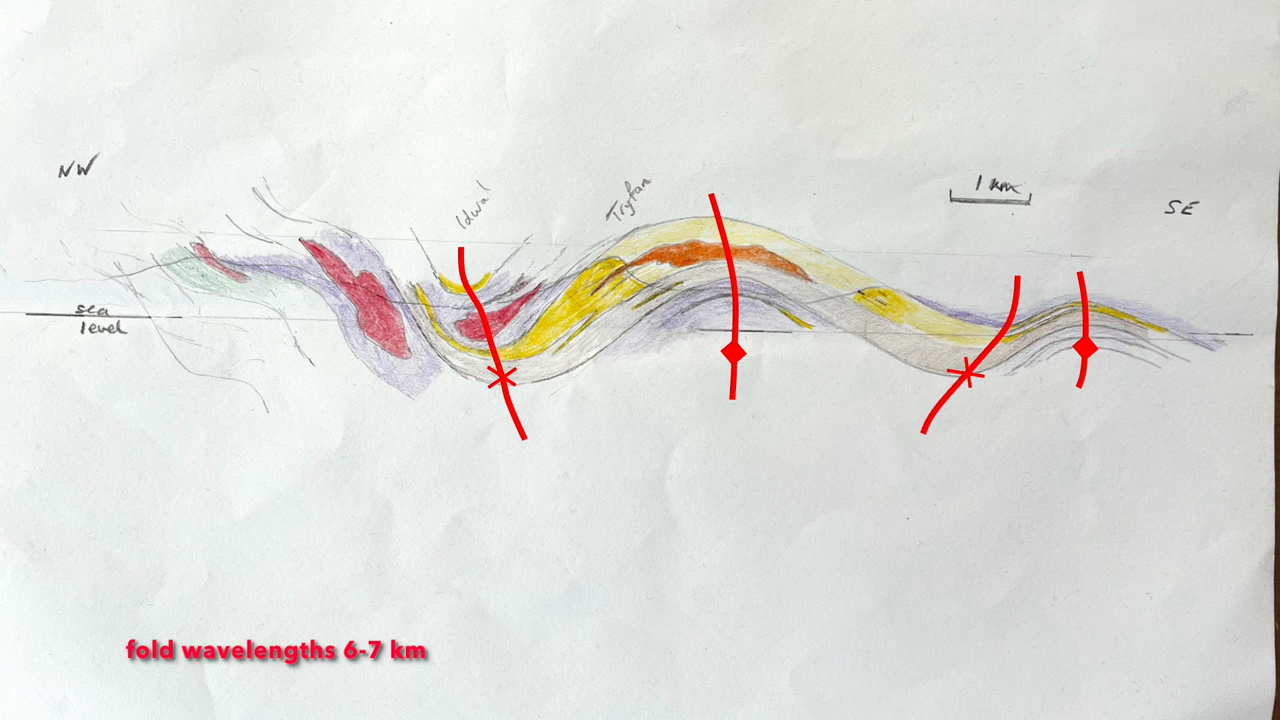 NW
Idwal
Tryfan
1 km
SE
sea
level
fold wavelengths 6-7 km